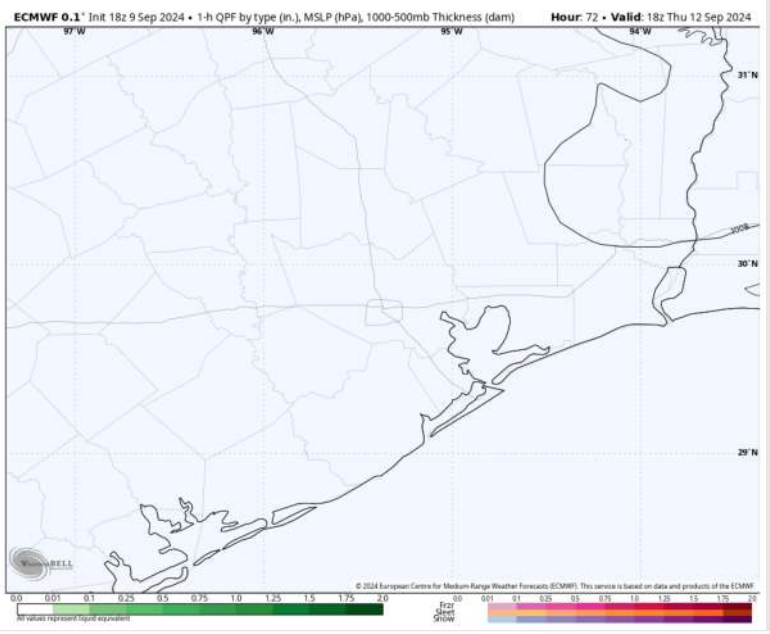 ECMWF 0.1° Init 18z 9 Sep 2024 • 1-h QPF by type (in.), MSLP (hPa), 1000-500mb Thickness (dam) Hour: 72 • Valid: 18z Thu 12 Sep 2024
97°W 96°W 95°W 94°W
31°N
1008
30°N
29°N
WeatherBELL
© 2024 European Centre for Medium-Range Weather Forecasts (ECMWF). This service is based on data and products of the ECMWF
0.0 0.01 0.1 0.25 0.5 0.75 1.0 1.25 1.5 1.75 2.0 0.0 0.01 0.1 0.25 0.5 0.75 1.0 1.25 1.5 1.75 2.0
Frzr
Sleet
Snow
All values represent liquid equivalent